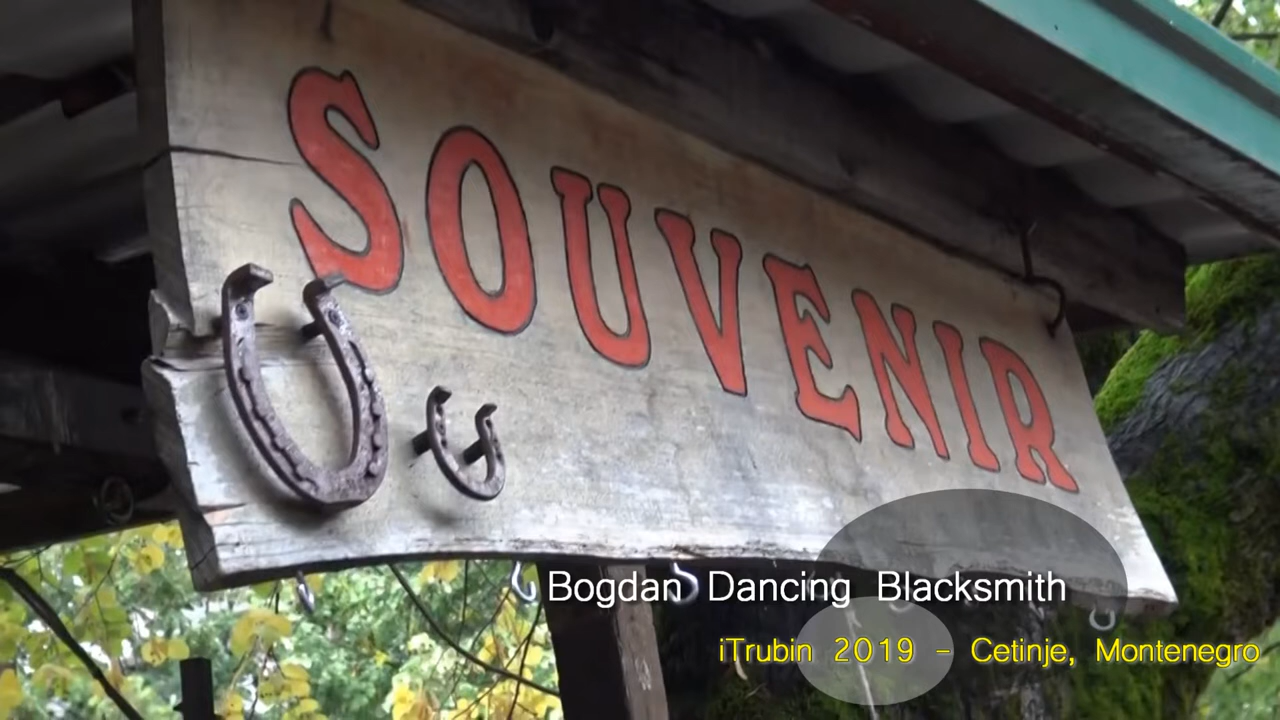 SOUVENIR
Bogdan Dancing Blacksmith
iTrubin 2019 - Cetinje, Montenegro